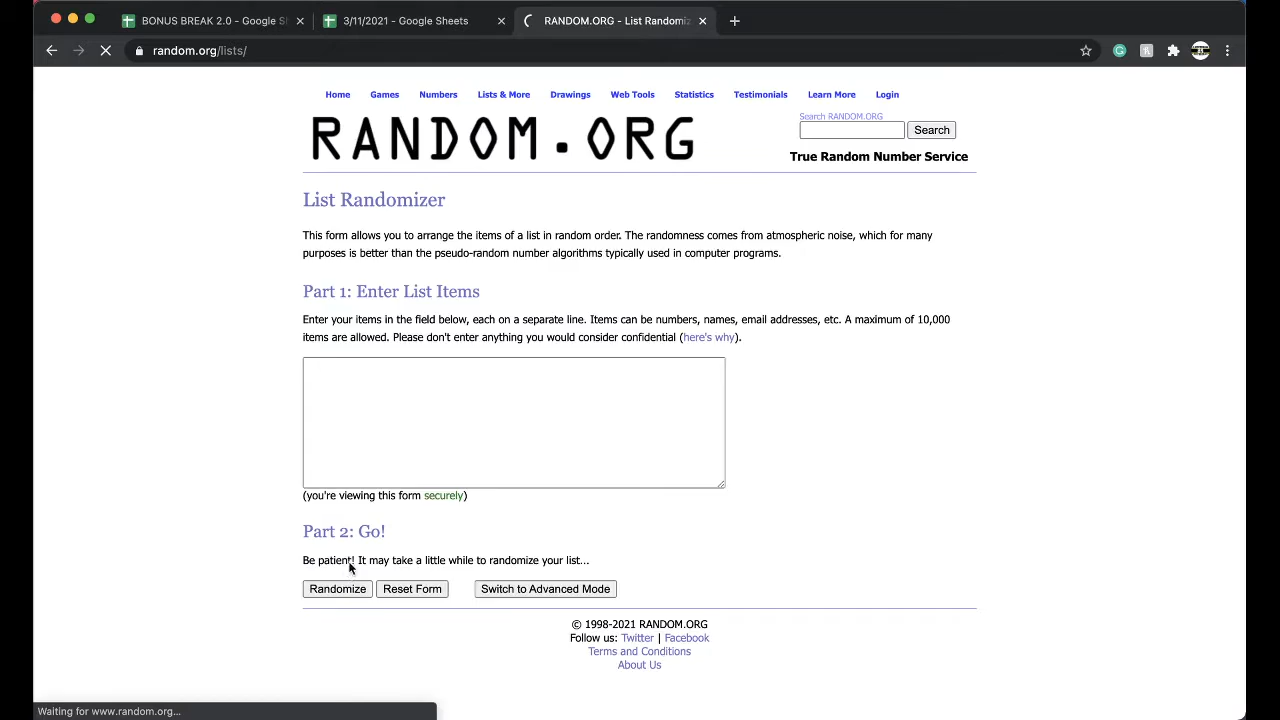 BONUS BREAK 2.0 - Google Sh
3/11/2021 - Google Sheets
RANDOM.ORG - List Randomiz
random.org/lists/
Home Games Numbers Lists & More Drawings Web Tools Statistics Testimonials Learn More Login
RANDOM.ORG
Search RANDOM.ORG
Search
True Random Number Service
List Randomizer
This form allows you to arrange the items of a list in random order. The randomness comes from atmospheric noise, which for many
purposes is better than the pseudo-random number algorithms typically used in computer programs.
Part 1: Enter List Items
Enter your items in the field below, each on a separate line. Items can be numbers, names, email addresses, etc. A maximum of 10,000
items are allowed. Please don't enter anything you would consider confidential (here's why).
(you're viewing this form securely)
Part 2: Go!
Be patient! It may take a little while to randomize your list...
Randomize Reset Form Switch to Advanced Mode
© 1998-2021 RANDOM.ORG
Follow us: Twitter | Facebook
Terms and Conditions
About Us
Waiting for www.random.org...